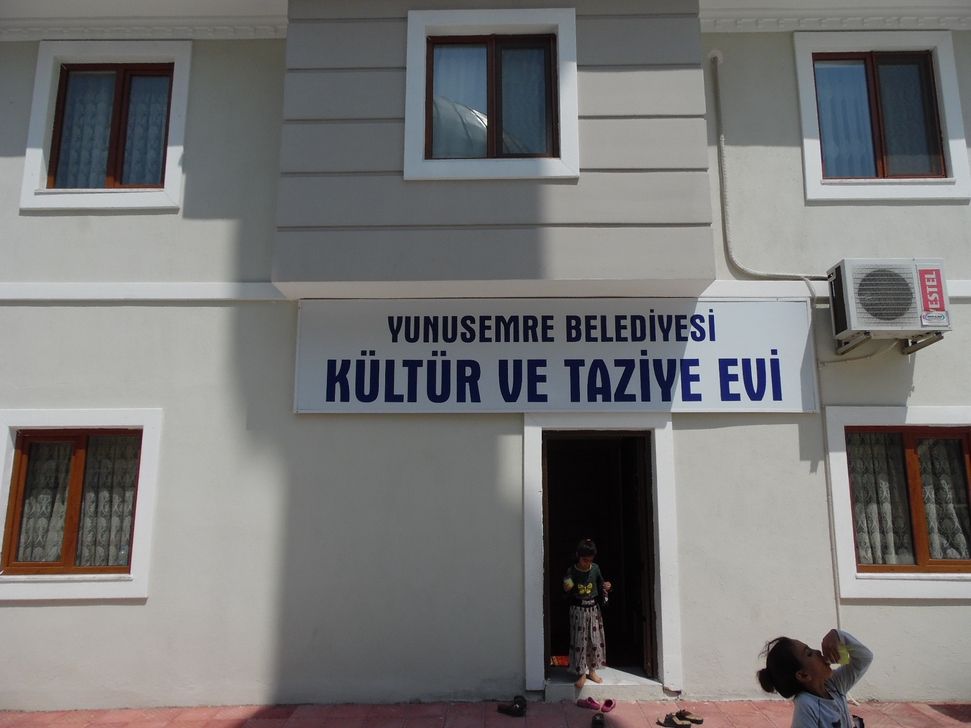 YUNUSEMRE BELEDİYESİ
KÜLTÜR VE TAZİYE EVİ
VESTEL